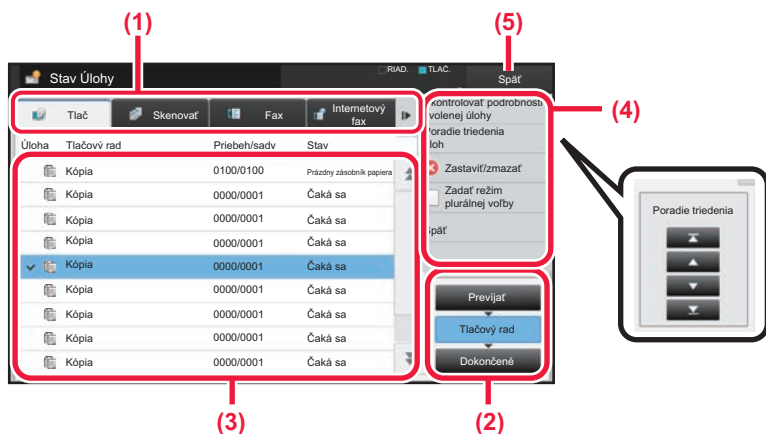 (1)
(5)
Stav Úlohy
RIAD.
TLAČ.
Späť
Tlač
Skenovať
Fax
Internetový
fax
Úloha Tlačový rad Priebeh/sadv Stav
Kópia 0100/0100 Prázdny zásobník papiera
Kópia 0000/0001 Čaká sa
Kópia 0000/0001 Čaká sa
Kópia 0000/0001 Čaká sa
Kópia 0000/0001 Čaká sa
Kópia 0000/0001 Čaká sa
Kópia 0000/0001 Čaká sa
Kópia 0000/0001 Čaká sa
Kópia 0000/0001 Čaká sa
kontrolovať podrobnosti
volenej úlohy
Poradie triedenia
loh
Zastaviť/zmazať
Zadať režim
plurálnej voľby
Späť
(4)
Previjať
Tlačový rad
Dokončené
Poradie triedenia
(3)
(2)